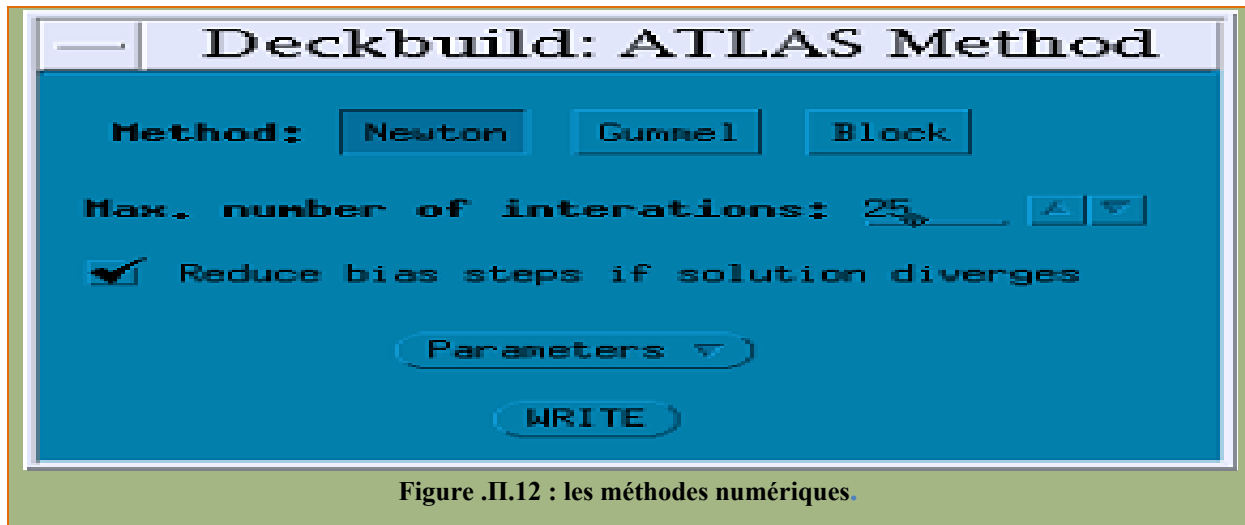 Deckbuild: ATLAS Method
Method: Newton Gummel Block
Max. number of interations: 25
Reduce bias steps if solution diverges
Parameters
WRITE
Figure .II.12 : les méthodes numériques.